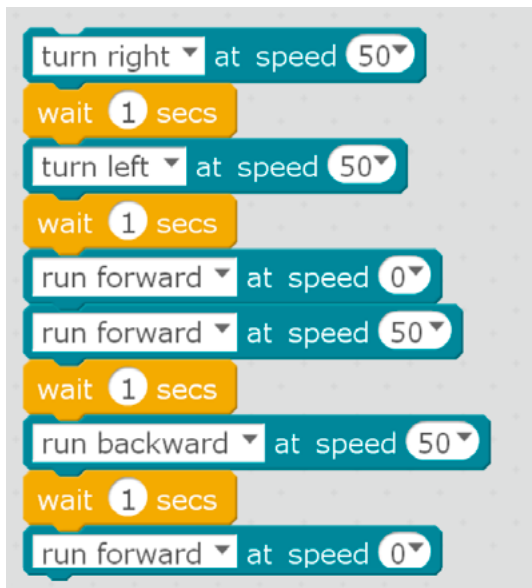 turn right at speed 50
wait 1 secs
turn left at speed 50
wait 1 secs
run forward at speed 0
run forward at speed 50
wait 1 secs
run backward at speed 50
wait 1 secs
run forward at speed 0